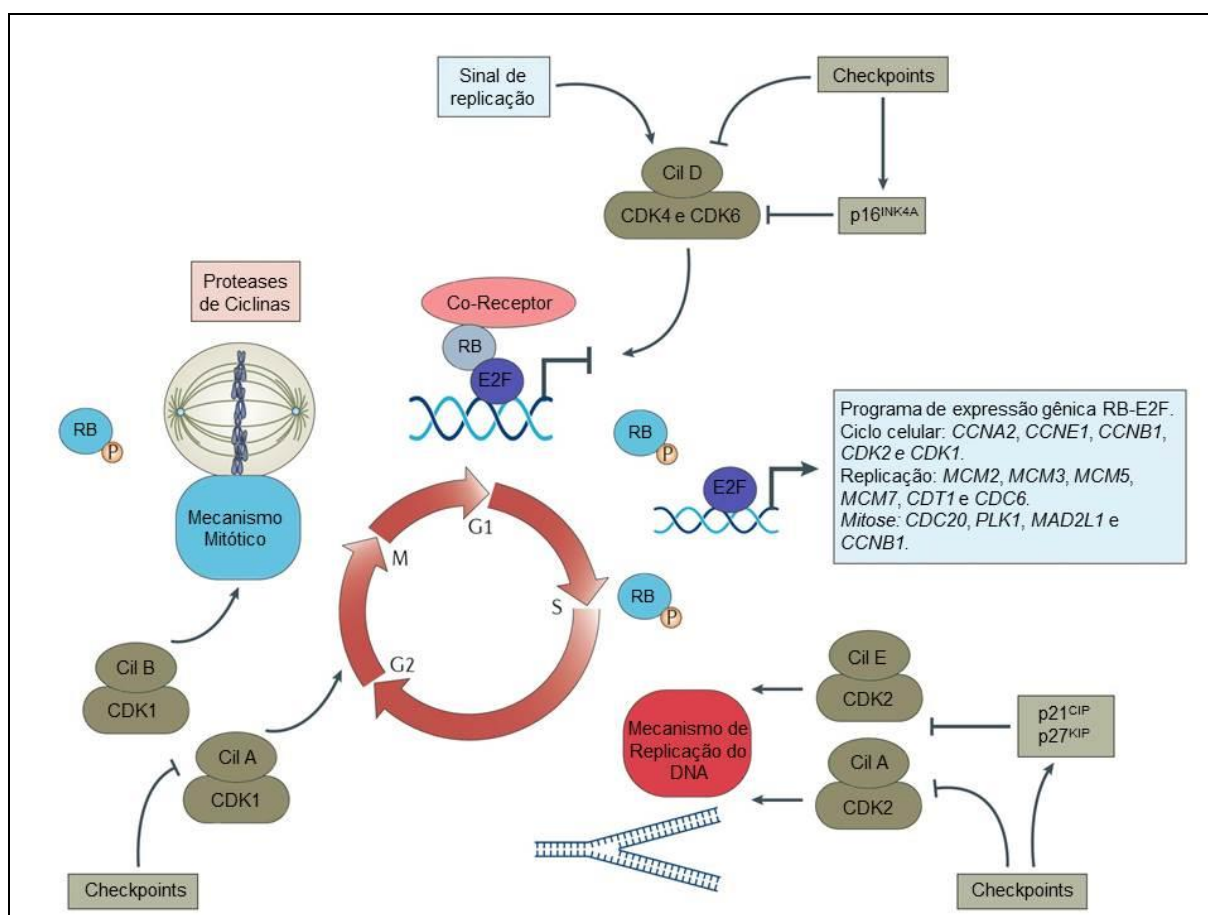 Sinal de
replicação
Checkpoints
Cil D
CDK4 e CDK6
p16INK4A
Proteases
de Ciclinas
Co-Receptor
RB
E2F
RB
P
Mecanismo
Mitótico
RB
P
E2F
Programa de expressão gênica RB-E2F.
Ciclo celular: CCNA2, CCNE1, CCNB1,
CDK2 e CDK1.
Replicação: MCM2, MCM3, MCM5,
MCM7, CDT1 e CDC6.
Mitose: CDC20, PLK1, MAD2L1 e
CCNB1.
G1
M
S
G2
RB
P
Cil B
CDK1
Cil A
CDK1
Checkpoints
Mecanismo de
Replicação do
DNA
Cil E
CDK2
Cil A
CDK2
p21CIP
p27KIP
Checkpoints